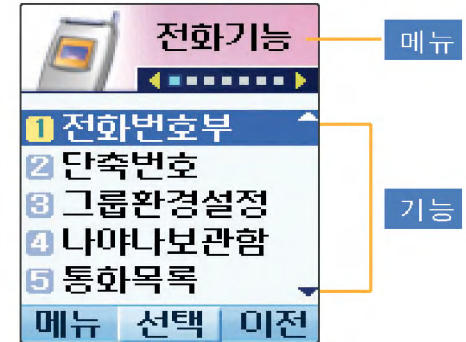 전화기능
메뉴
1 전화번호부
2 단축번호
3 그룹환경설정
4 나야나보관함
5 통화목록
기능
메뉴 선택 이전